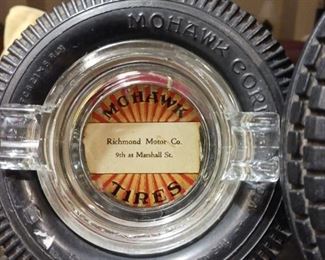 MOHAWK COR
MOHAWK
Richmond Motor Co.
9th at Marshall St.
TIRES